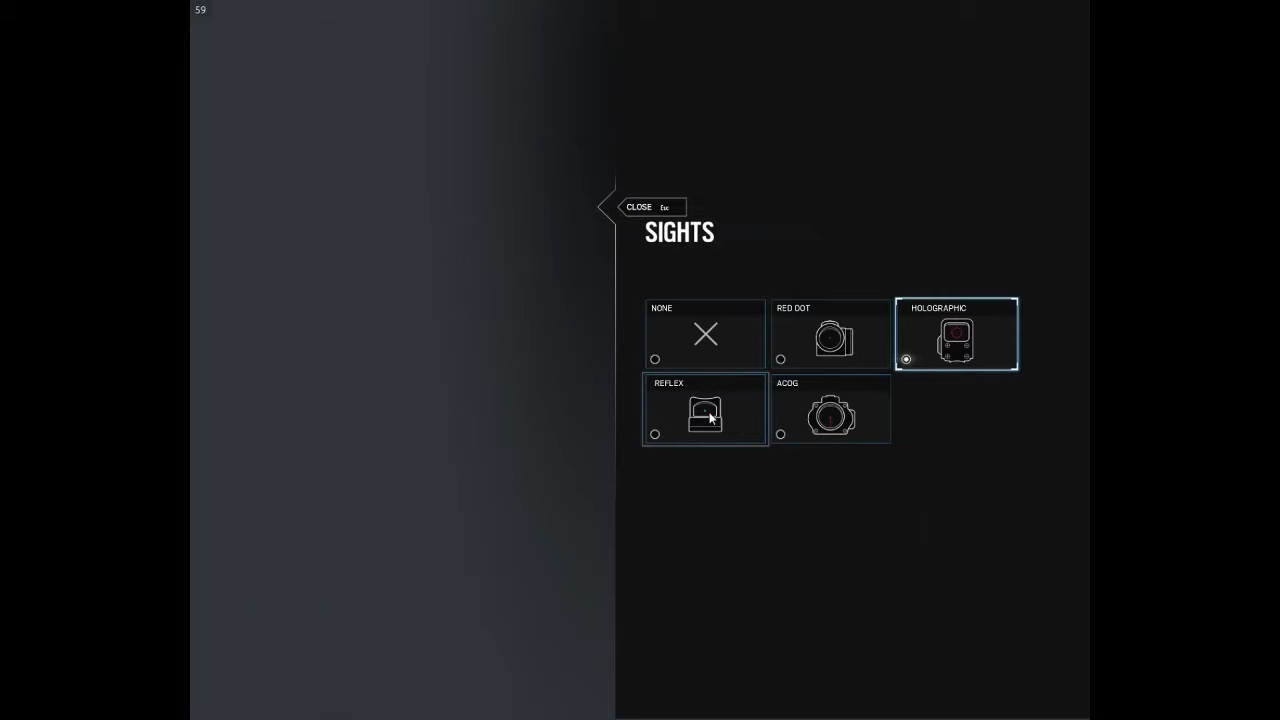 59
CLOSE Esc
SIGHTS
NONE
RED DOT
HOLOGRAPHIC
REFLEX
ACOG